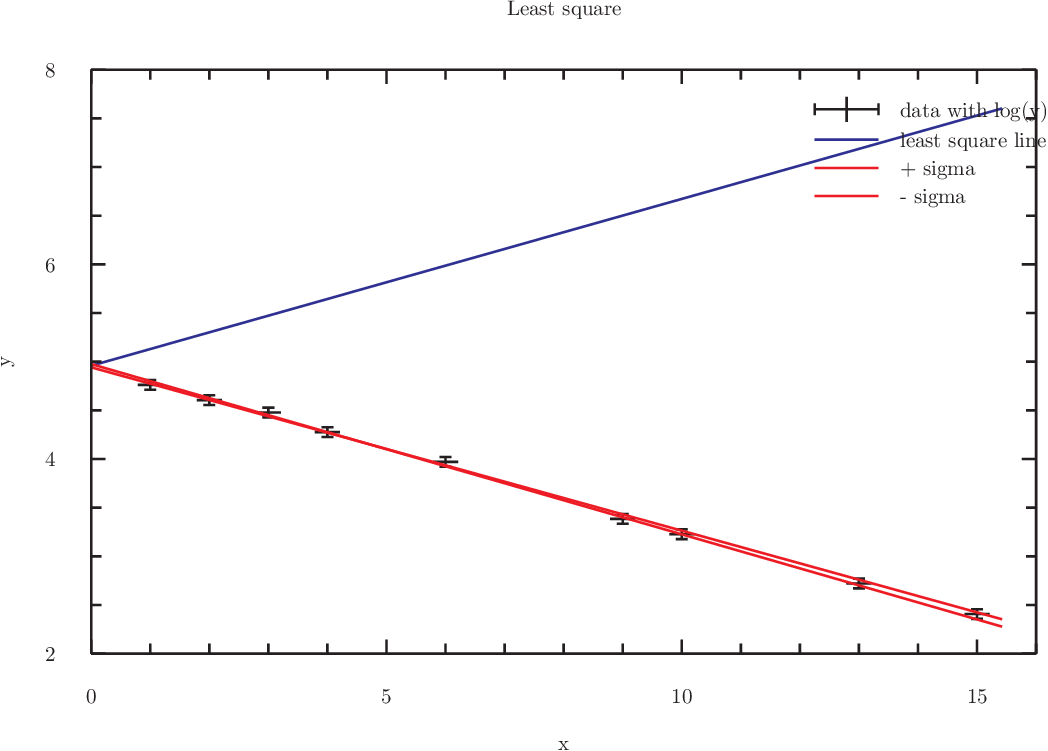 Least square
8
6
4
2
y
0 5 10 15
x
data with log(y)
least square line
+ sigma
- sigma